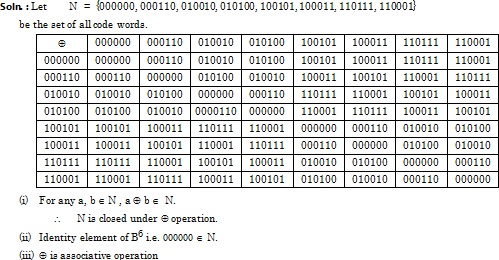 Soln. : Let N = {000000, 000110, 010010, 010100, 100101, 100011, 110111, 110001}
be the set of all code words.
⊕ 000000 000110 010010 010100 100101 100011 110111 110001
000000 000000 000110 010010 010100 100101 100011 110111 110001
000110 000110 000000 010100 010010 100011 100101 110001 110111
010010 010010 010100 000000 000110 110111 110001 100101 100011
010100 010100 010010 0000110 000000 110001 110111 100011 100101
100101 100101 100011 110111 110001 000000 000110 010010 010100
100011 100011 100101 110001 110111 000110 000000 010100 010010
110111 110111 110001 100101 100011 010010 010100 000000 000110
110001 110001 110111 100011 100101 010100 010010 000110 000000
(i) For any a, b ∈ N , a ⊕ b ∈ N.
∴ N is closed under ⊕ operation.
(ii) Identity element of B⁶ i.e. 000000 ∈ N.
(iii) ⊕ is associative operation